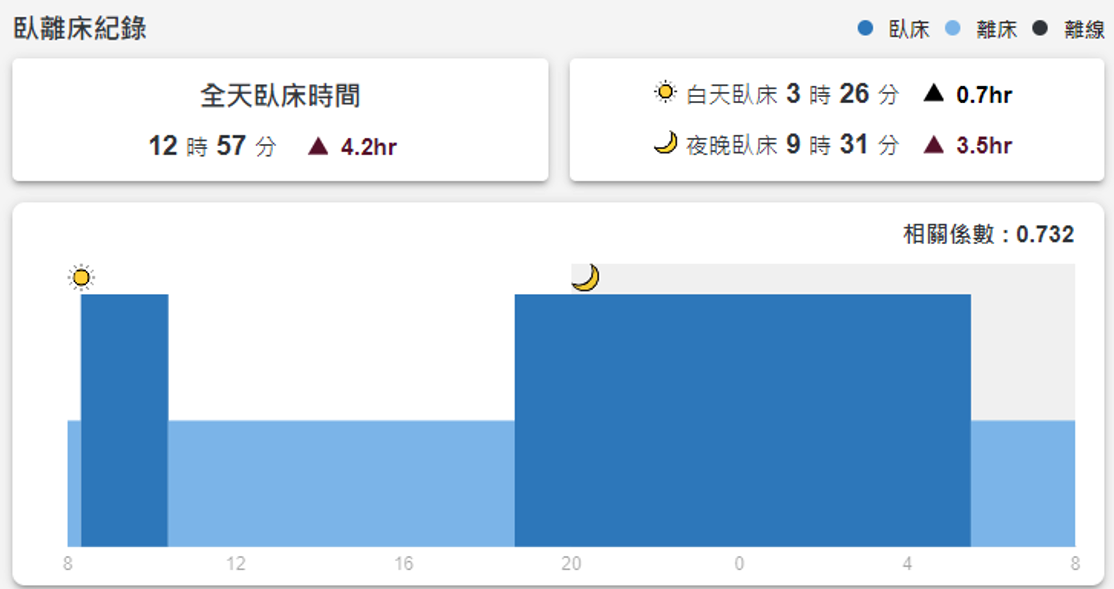 臥離床紀錄
臥床 離床 離線
全天臥床時間
12 時 57 分 ▲ 4.2hr
白天臥床 3 時 26 分 ▲ 0.7hr
夜晚臥床 9 時 31 分 ▲ 3.5hr
相關係數 : 0.732
8 12 16 20 0 4 8